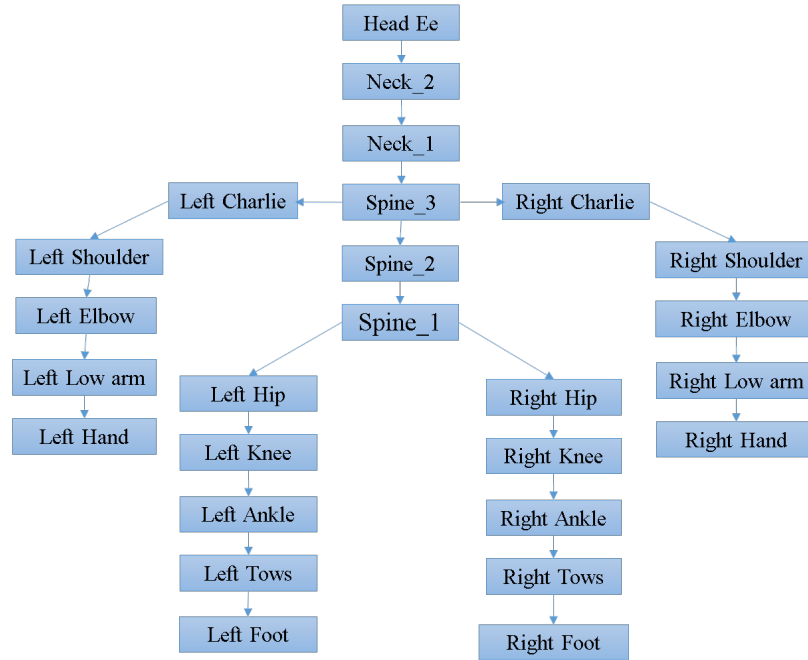 Head Ee
Neck_2
Neck_1
Left Charlie
Spine_3
Right Charlie
Left Shoulder
Spine_2
Right Shoulder
Left Elbow
Spine_1
Right Elbow
Left Low arm
Left Hip
Right Hip
Right Low arm
Left Hand
Left Knee
Right Knee
Right Hand
Left Ankle
Right Ankle
Left Tows
Right Tows
Left Foot
Right Foot